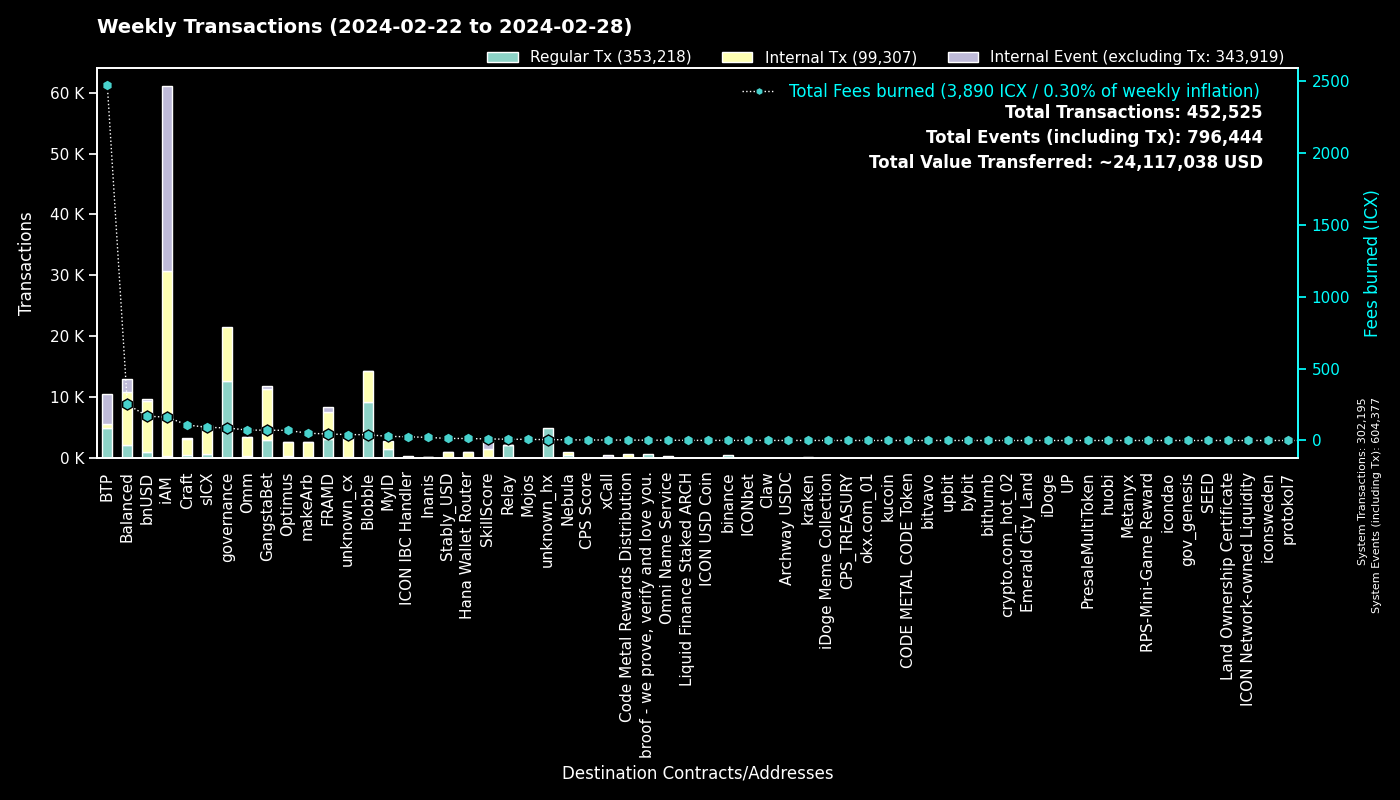 Weekly Transactions (2024-02-22 to 2024-02-28)
Regular Tx (353,218)
Internal Tx (99,307)
Internal Event (excluding Tx: 343,919)
Total Fees burned (3,890 ICX / 0.30% of weekly inflation)
Total Transactions: 452,525
Total Events (including Tx): 796,444
Total Value Transferred: ~24,117,038 USD
Transactions
60 K
50 K
40 K
30 K
20 K
10 K
0 K
2500
2000
1500
1000
500
0
Fees burned (ICX)
System Transactions: 302,195
System Events (including Tx): 604,377
BTP
Balanced
bnUSD
iAM
Craft
sICX
governance
Omm
GangstaBet
Optimus
makeArb
FRAMD
unknown_cx
Blobble
MyID
ICON IBC Handler
Inanis
Stably_USD
Hana Wallet Router
SkillScore
Relay
Mojos
unknown_hx
Nebula
CPS Score
xCall
Code Metal Rewards Distribution
broof - we prove, verify and love you.
Omni Name Service
Liquid Finance Staked ARCH
ICON USD Coin
binance
ICONbet
Claw
Archway USDC
kraken
iDoge Meme Collection
CPS_TREASURY
okx.com_01
kucoin
CODE METAL CODE Token
bitvavo
upbit
bybit
bithumb
crypto.com_hot_02
Emerald City Land
iDoge
UP
PresaleMultiToken
huobi
Metanyx
RPS-Mini-Game Reward
icondao
gov_genesis
SEED
Land Ownership Certificate
ICON Network-owned Liquidity
iconsweden
protokol7
Destination Contracts/Addresses